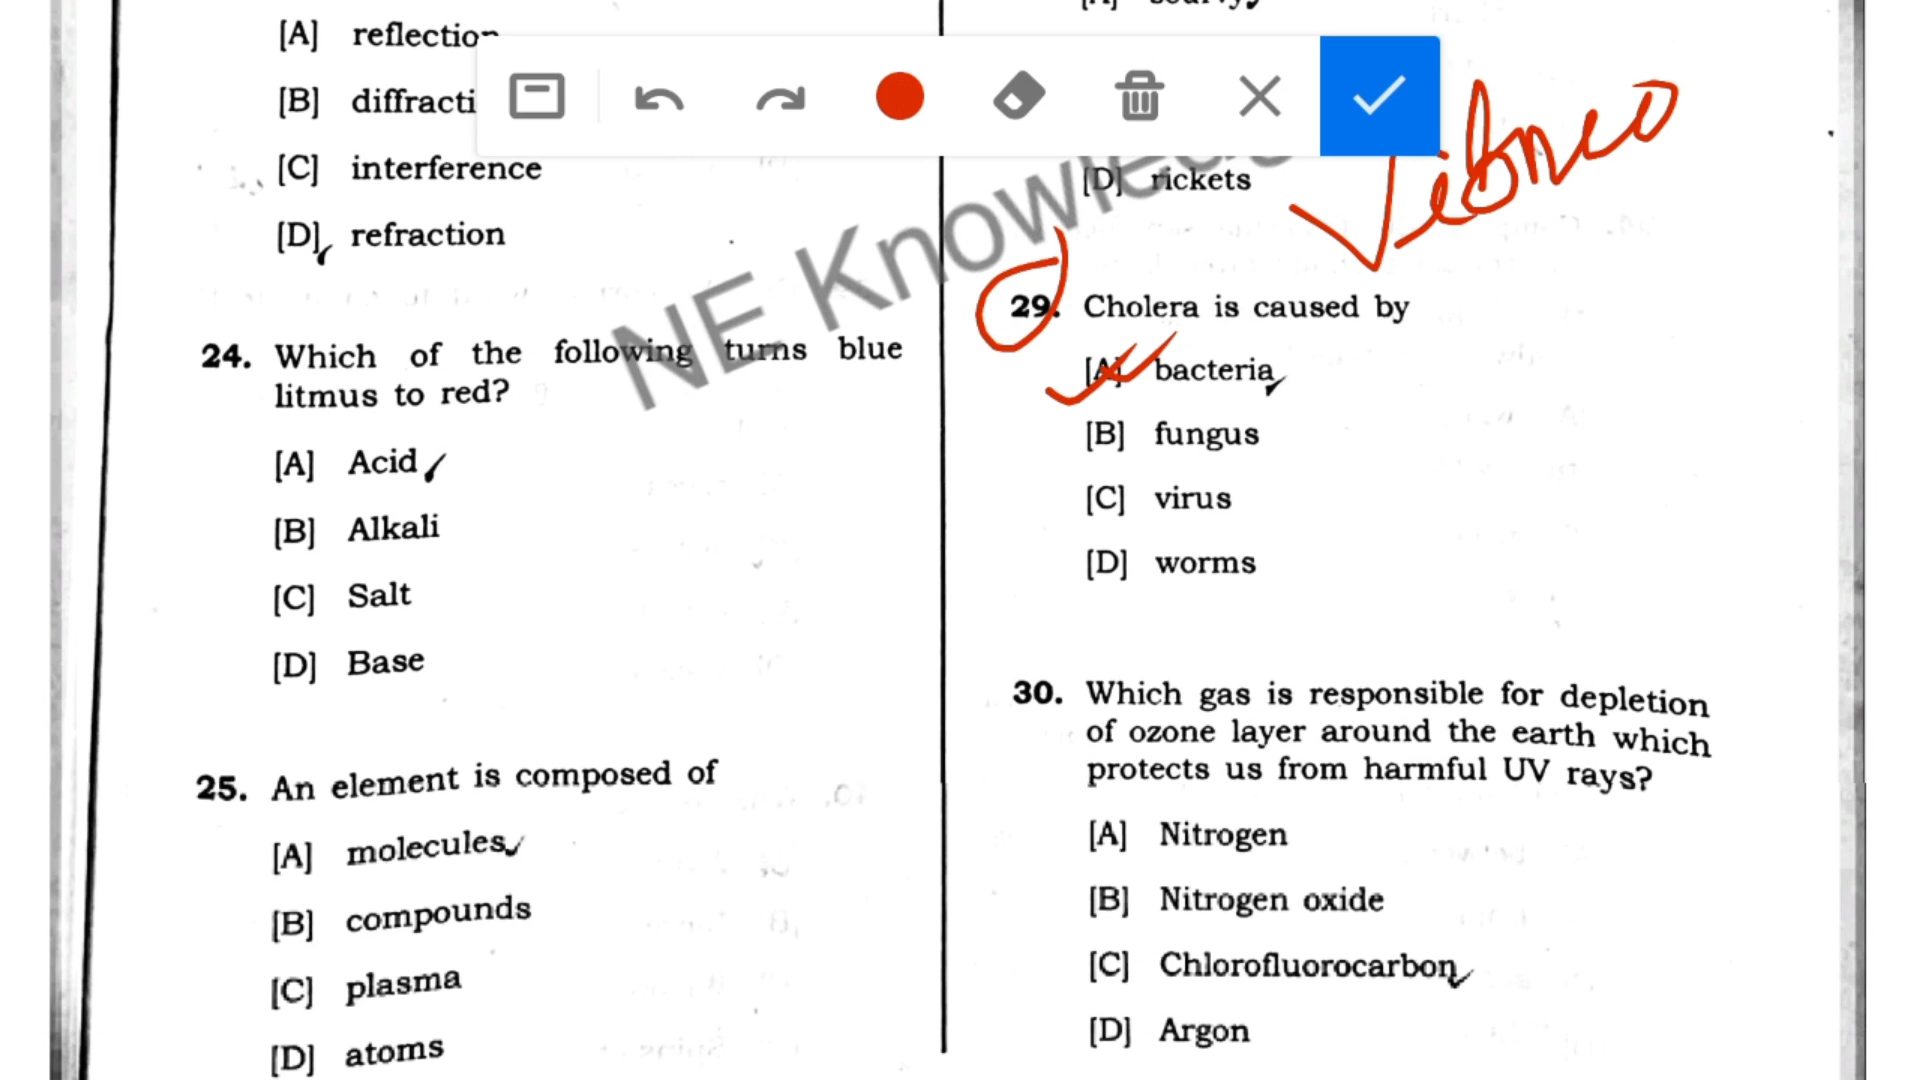 [A] reflection
[B] diffracti
[C] interference
[D] refraction
24. Which of the following turns blue
litmus to red?
[A] Acid
[B] Alkali
[C] Salt
[D] Base
25. An element is composed of
[A] molecules
[B] compounds
[C] plasma
[D] atoms
[D] rickets
29. Cholera is caused by
[A] bacteria
[B] fungus
[C] virus
[D] worms
30. Which gas is responsible for depletion
of ozone layer around the earth which
protects us from harmful UV rays?
[A] Nitrogen
[B] Nitrogen oxide
[C] Chlorofluorocarbon
[D] Argon
NE Knowledg